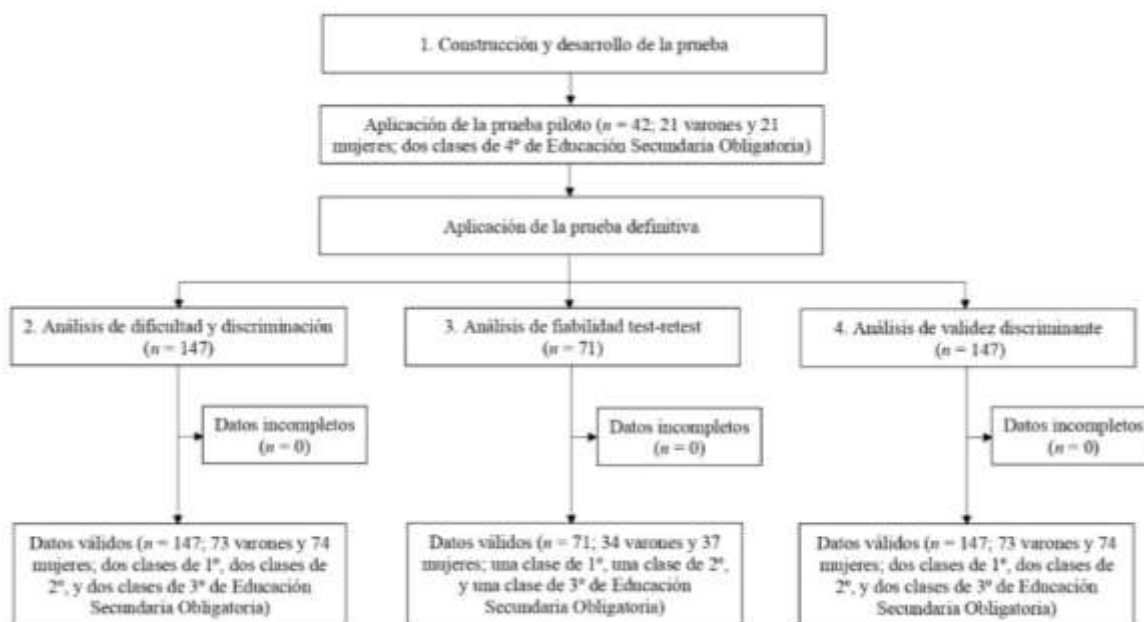 1. Construcción y desarrollo de la prueba
Aplicación de la prueba piloto (n = 42; 21 varones y 21
mujeres; dos clases de 4º de Educación Secundaria Obligatoria)
Aplicación de la prueba definitiva
2. Análisis de dificultad y discriminación
(n = 147)
3. Análisis de fiabilidad test-retest
(n = 71)
4. Análisis de validez discriminante
(n = 147)
Datos incompletos
(n = 0)
Datos incompletos
(n = 0)
Datos incompletos
(n = 0)
Datos válidos (n = 147; 73 varones y 74
mujeres; dos clases de 1º, dos clases de
2º, y dos clases de 3º de Educación
Secundaria Obligatoria)
Datos válidos (n = 71; 34 varones y 37
mujeres; una clase de 1º, una clase de 2º,
y una clase de 3º de Educación
Secundaria Obligatoria)
Datos válidos (n = 147; 73 varones y 74
mujeres; dos clases de 1º, dos clases de
2º, y dos clases de 3º de Educación
Secundaria Obligatoria)